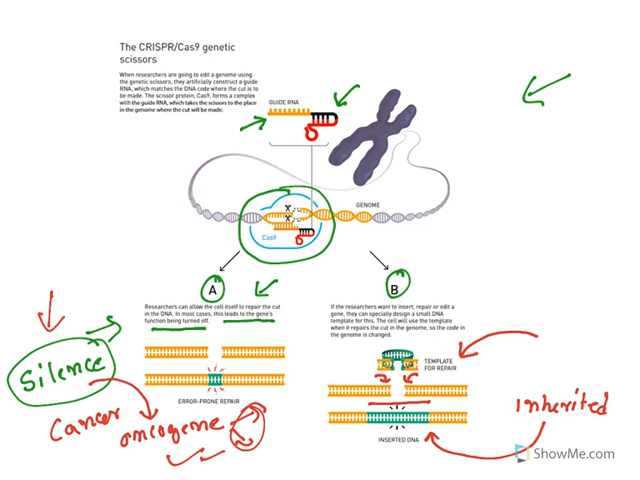 The CRISPR/Cas9 genetic
scissors
When researchers are going to edit a genome using
the genetic scissors, they artificially construct a guide
RNA, which matches the DNA code where the cut is to
be made. The scissor protein, Cas9, forms a complex
with the guide RNA, which takes the scissors to the place
in the genome where the cut will be made.
GUIDE RNA
GENOME
Cas9
A
B
Researchers can allow the cell itself to repair the cut
in the DNA. In most cases, this leads to the gene's
function being turned off.
If the researchers want to insert, repair or edit a
gene, they can specially design a small DNA
template for this. The cell will use the template
when it repairs the cut in the genome, so the code
in the genome is changed.
TEMPLATE
FOR REPAIR
Silence
ERROR-PRONE REPAIR
Cancer oncogene
Inherited
INSERTED DNA
ShowMe.com